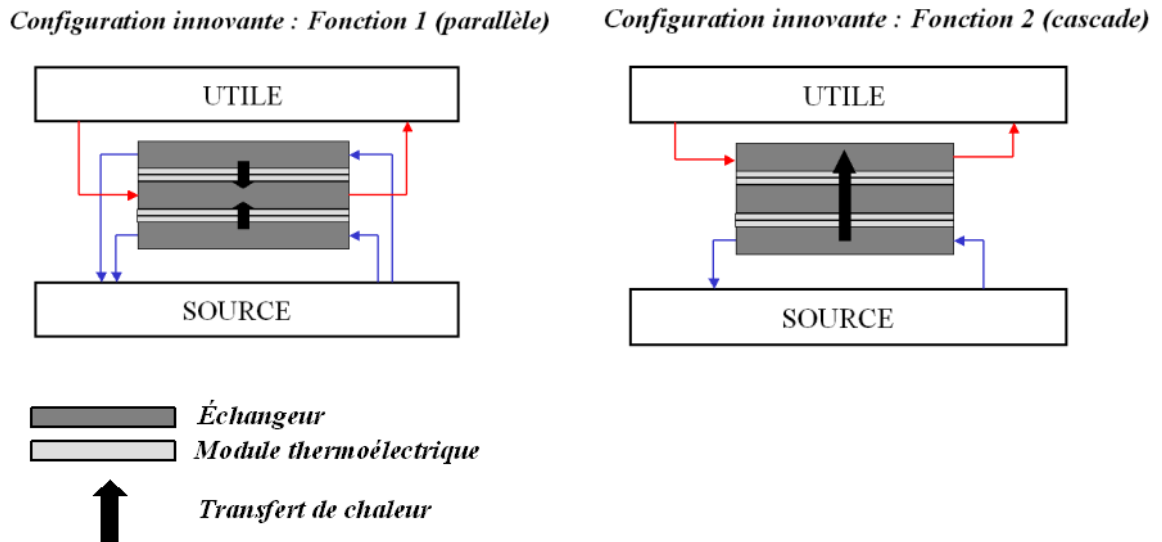 Configuration innovante : Fonction 1 (parallèle)
Configuration innovante : Fonction 2 (cascade)
UTILE
UTILE
SOURCE
SOURCE
Échangeur
Module thermoélectrique
Transfert de chaleur